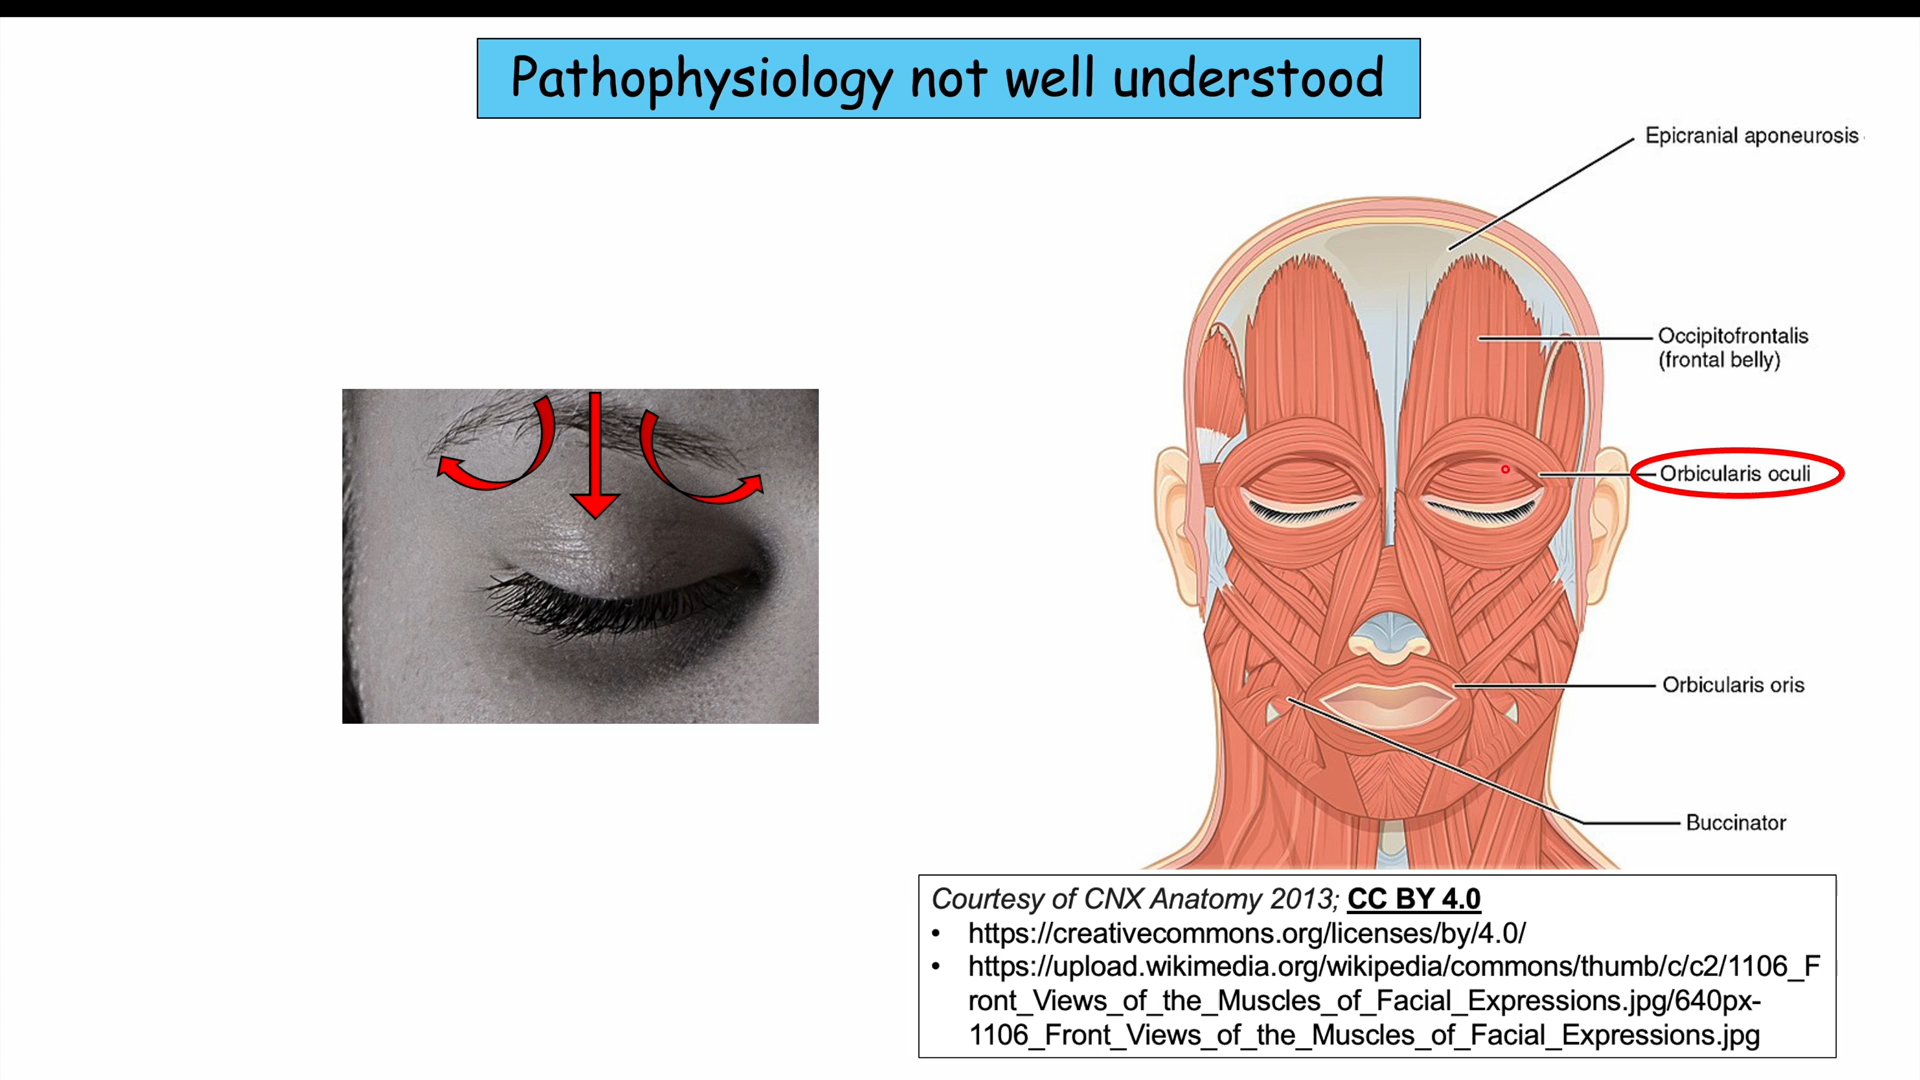 Pathophysiology not well understood
Epicranial aponeurosis
Occipitofrontalis
(frontal belly)
Orbicularis oculi
Orbicularis oris
Buccinator
Courtesy of CNX Anatomy 2013; CC BY 4.0
• https://creativecommons.org/licenses/by/4.0/
• https://upload.wikimedia.org/wikipedia/commons/thumb/c/c2/1106_F
ront_Views_of_the_Muscles_of_Facial_Expressions.jpg/640px-
1106_Front_Views_of_the_Muscles_of_Facial_Expressions.jpg